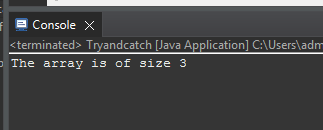 Console
<terminated> Tryandcatch [Java Application] C:\Users\adm
The array is of size 3